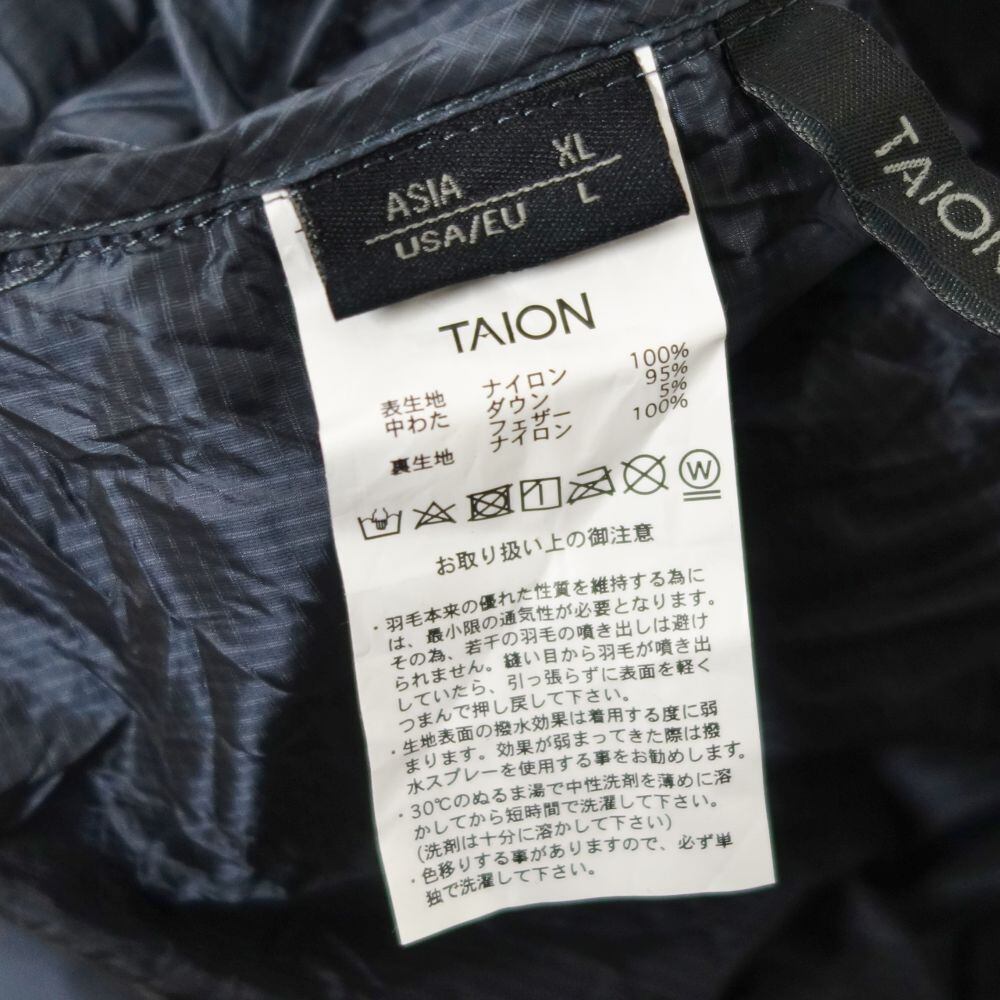 ASIA XL
USA/EU L
TAION
TAION
表生地 ナイロン 100%
中わた ダウン 95%
フェザー 5%
裏生地 ナイロン 100%
W
お取り扱い上の御注意
・羽毛本来の優れた性質を維持する為に
は、最小限の通気性が必要となります。
その為、若干の羽毛の噴き出しは避け
られません。縫い目から羽毛が噴き出
していたら、引っ張らずに表面を軽く
つまんで押し戻して下さい。
・生地表面の撥水効果は着用する度に弱
まります。効果が弱まってきた際は撥
水スプレーを使用する事をお勧めします。
・30℃のぬるま湯で中性洗剤を薄めに溶
かしてから短時間で洗濯して下さい。
(洗剤は十分に溶かして下さい)
・色移りする事がありますので、必ず単
独で洗濯して下さい。